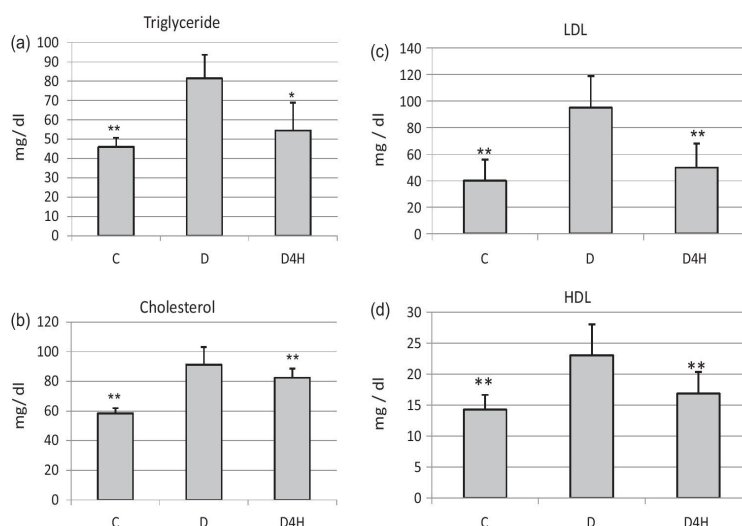 (a)
Triglyceride
mg/ dl
100
90
80
70
60
50
40
30
20
10
0
**
*
C D D4H
(b)
Cholesterol
mg/ dl
120
100
80
60
40
20
0
**
**
C D D4H
(c)
LDL
mg / dl
140
120
100
80
60
40
20
0
**
**
C D D4H
(d)
HDL
mg / dl
30
25
20
15
10
5
0
**
**
C D D4H